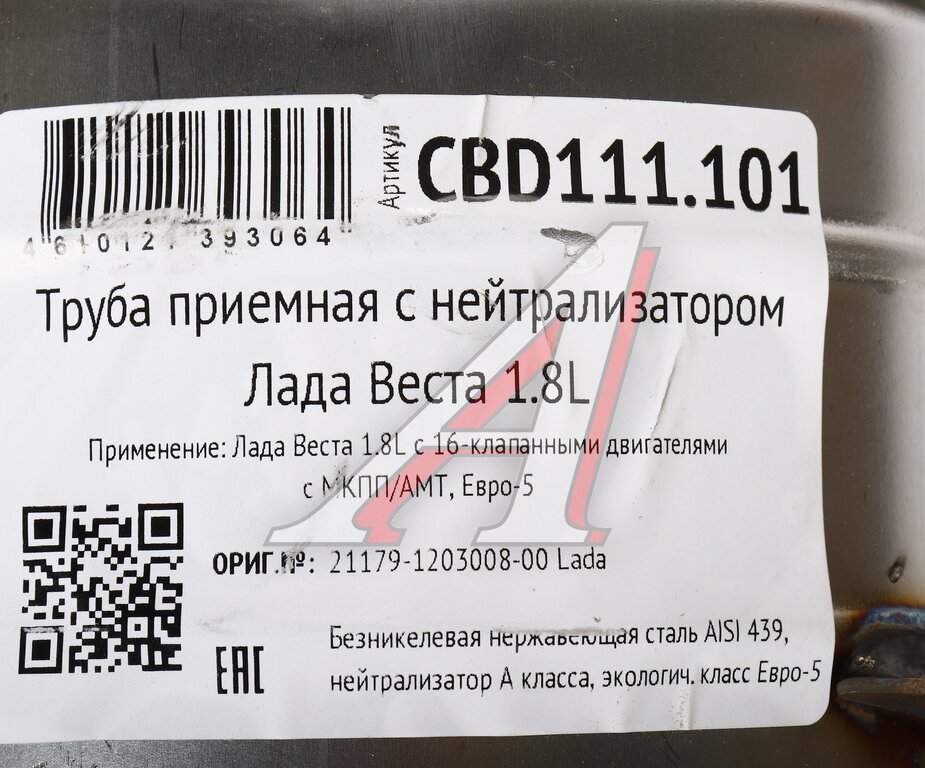 Артикул
CBD111.101
393064
Труба приемная с нейтрализатором
Лада Веста 1.8L
Применение: Лада Веста 1.8L с 16-клапанными двигателями
с МКПП/АМТ, Евро-5
ОРИГ.№: 21179-1203008-00 Lada
EAC
Безникелевая нержавеющая сталь AISI 439,
нейтрализатор А класса, экологич. класс Евро-5